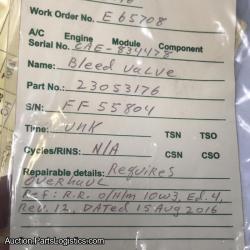 Work Order No. E65708
A/C Engine Module Component
Serial No. CAE-834478
Name: Bleed valve
Part No.: 23053176
S/N: FF55804
Time: UNK TSN TSO
Cycles/RINS: N/A CSN CSO
Repairable details: Requires
overhaul
Ref: R.R. O/H/M 10W3, Ed. 4,
Rev. 12, DATED 15 Aug 2016
Auction.PartsLogistics.com/